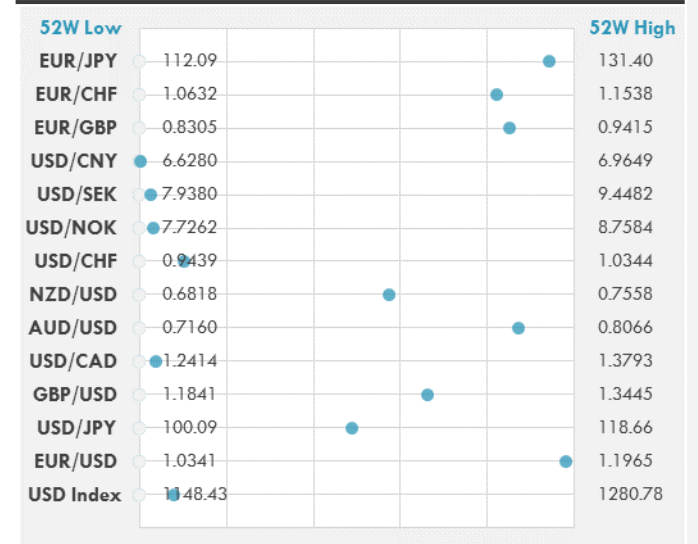 52W Low 52W High
EUR/JPY 112.09 131.40
EUR/CHF 1.0632 1.1538
EUR/GBP 0.8305 0.9415
USD/CNY 6.6280 6.9649
USD/SEK 7.9380 9.4482
USD/NOK 7.7262 8.7584
USD/CHF 0.9439 1.0344
NZD/USD 0.6818 0.7558
AUD/USD 0.7160 0.8066
USD/CAD 1.2414 1.3793
GBP/USD 1.1841 1.3445
USD/JPY 100.09 118.66
EUR/USD 1.0341 1.1965
USD Index 1148.43 1280.78